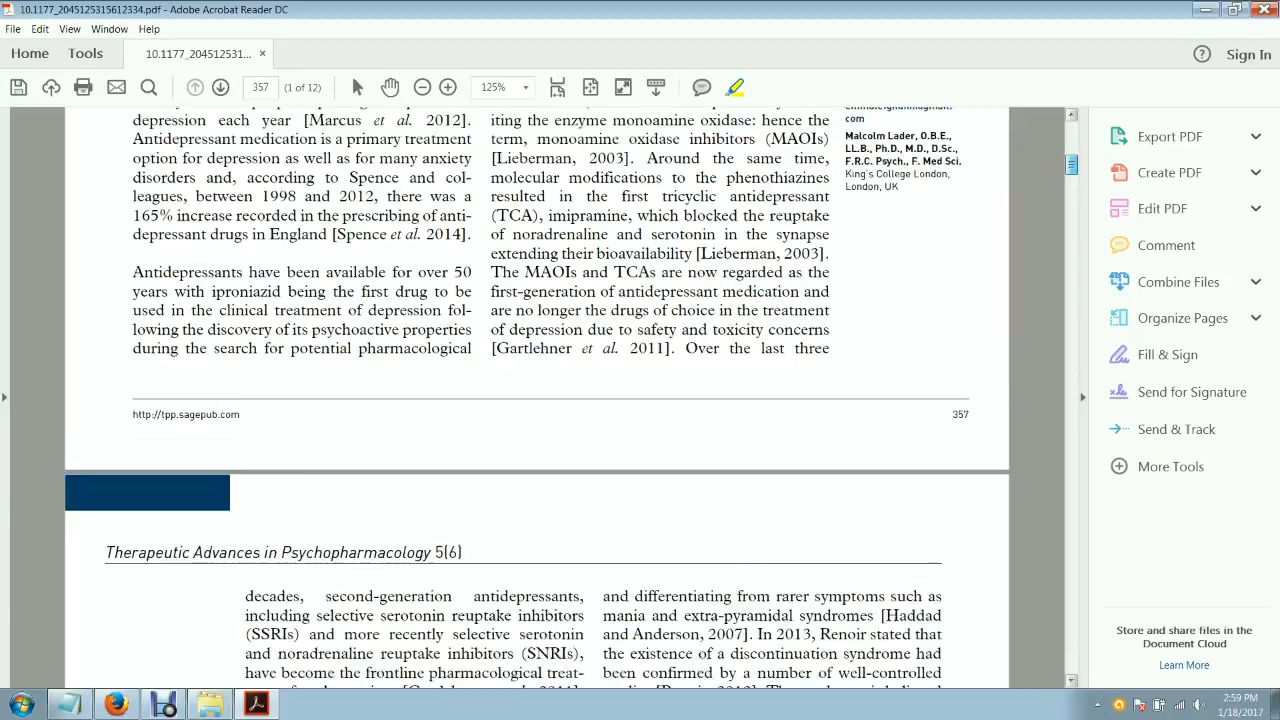 10.1177_2045125315612334.pdf - Adobe Acrobat Reader DC
File Edit View Window Help
Home Tools 10.1177_204512531... × Sign In
357 (1 of 12) 125%
depression each year [Marcus et al. 2012].
Antidepressant medication is a primary treatment
option for depression as well as for many anxiety
disorders and, according to Spence and col-
leagues, between 1998 and 2012, there was a
165% increase recorded in the prescribing of anti-
depressant drugs in England [Spence et al. 2014].
Antidepressants have been available for over 50
years with iproniazid being the first drug to be
used in the clinical treatment of depression fol-
lowing the discovery of its psychoactive properties
during the search for potential pharmacological
iting the enzyme monoamine oxidase: hence the
term, monoamine oxidase inhibitors (MAOIs)
[Lieberman, 2003]. Around the same time,
molecular modifications to the phenothiazines
resulted in the first tricyclic antidepressant
(TCA), imipramine, which blocked the reuptake
of noradrenaline and serotonin in the synapse
extending their bioavailability [Lieberman, 2003].
The MAOIs and TCAs are now regarded as the
first-generation of antidepressant medication and
are no longer the drugs of choice in the treatment
of depression due to safety and toxicity concerns
[Gartlehner et al. 2011]. Over the last three
com
Malcolm Lader, O.B.E.,
LL.B., Ph.D., M.D., D.Sc.,
F.R.C. Psych., F. Med Sci.
King's College London,
London, UK
http://tpp.sagepub.com 357
Therapeutic Advances in Psychopharmacology 5(6)
decades, second-generation antidepressants,
including selective serotonin reuptake inhibitors
(SSRIs) and more recently selective serotonin
and noradrenaline reuptake inhibitors (SNRIs),
have become the frontline pharmacological treat-
and differentiating from rarer symptoms such as
mania and extra-pyramidal syndromes [Haddad
and Anderson, 2007]. In 2013, Renoir stated that
the existence of a discontinuation syndrome had
been confirmed by a number of well-controlled
Export PDF
Create PDF
Edit PDF
Comment
Combine Files
Organize Pages
Fill & Sign
Send for Signature
Send & Track
More Tools
Store and share files in the
Document Cloud
Learn More
2:59 PM
1/18/2017